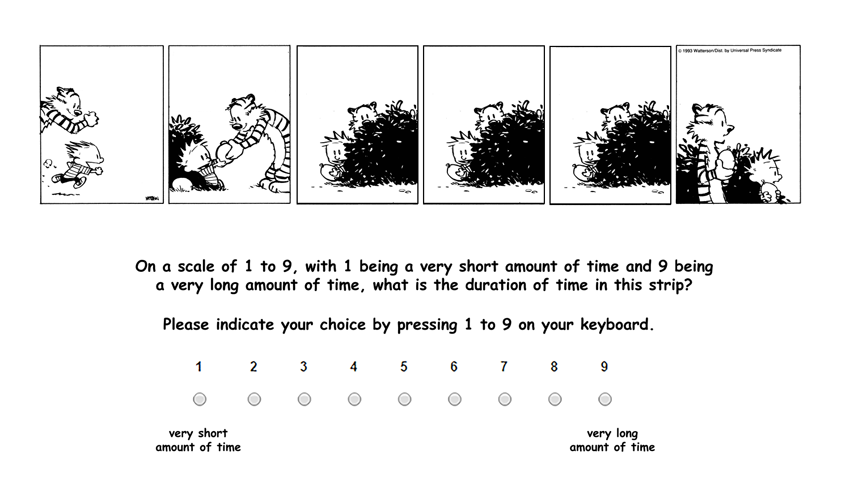 © 1993 Watterson/Dist. by Universal Press Syndicate
On a scale of 1 to 9, with 1 being a very short amount of time and 9 being
a very long amount of time, what is the duration of time in this strip?
Please indicate your choice by pressing 1 to 9 on your keyboard.
1 2 3 4 5 6 7 8 9
very short
amount of time
very long
amount of time